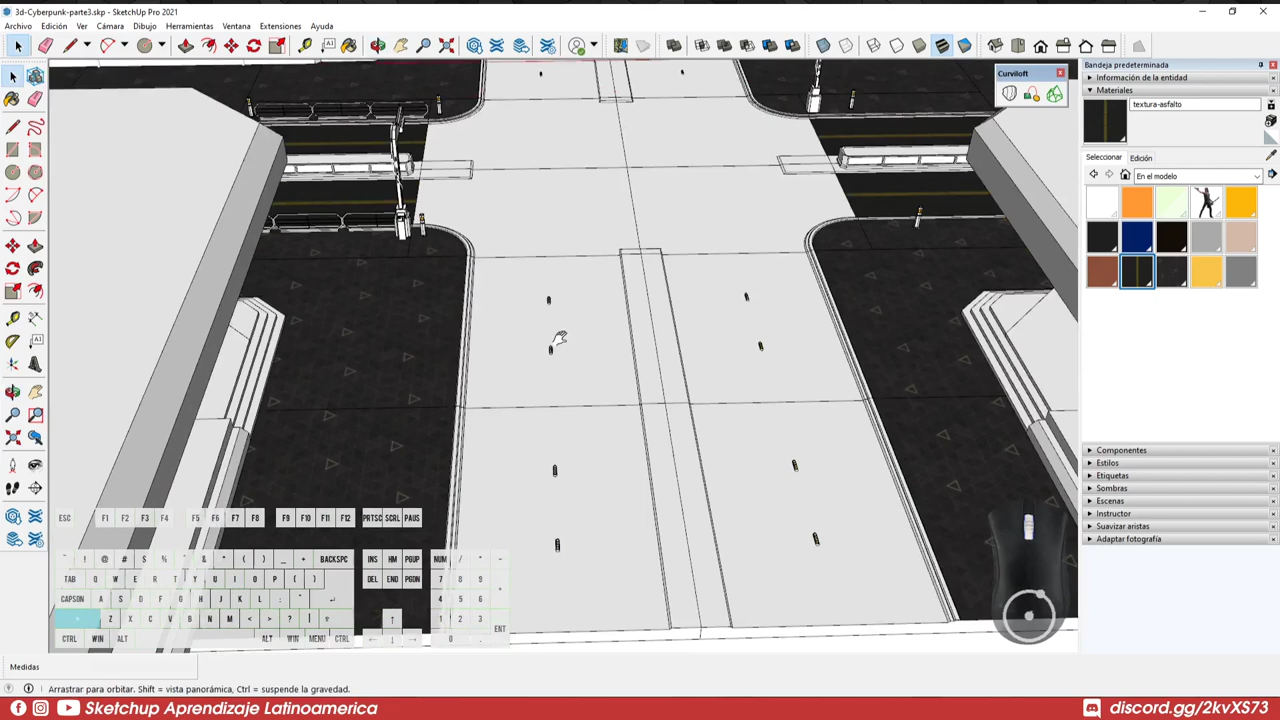 3d-Cyberpunk-parte3.skp - SketchUp Pro 2021
Archivo Edición Ver Cámara Dibujo Herramientas Ventana Extensiones Ayuda
Bandeja predeterminada
Curviloft
Información de la entidad
Materiales
textura-asfalto
Seleccionar Edición
En el modelo
Componentes
Estilos
Etiquetas
Sombras
Escenas
Instructor
Suavizar aristas
Adaptar fotografía
ESC F1 F2 F3 F4 F5 F6 F7 F8 F9 F10 F11 F12 PRTSC SCRL PAUS
~ ! @ # $ % ^ & * ( ) _ + BACKSPC INS HM PGUP NUM / * -
TAB Q W E R T Y U I O P { } DEL END PGDN 7 8 9 +
CAPSON A S D F G H J K L : " 4 5 6
Z X C V B N M < > ? 1 2 3 ENT
CTRL WIN ALT ALT WIN MENU CTRL 0 .
Medidas
Arrastrar para orbitar. Shift = vista panorámica, Ctrl = suspende la gravedad.
Sketchup Aprendizaje Latinoamerica discord.gg/2kvXS73